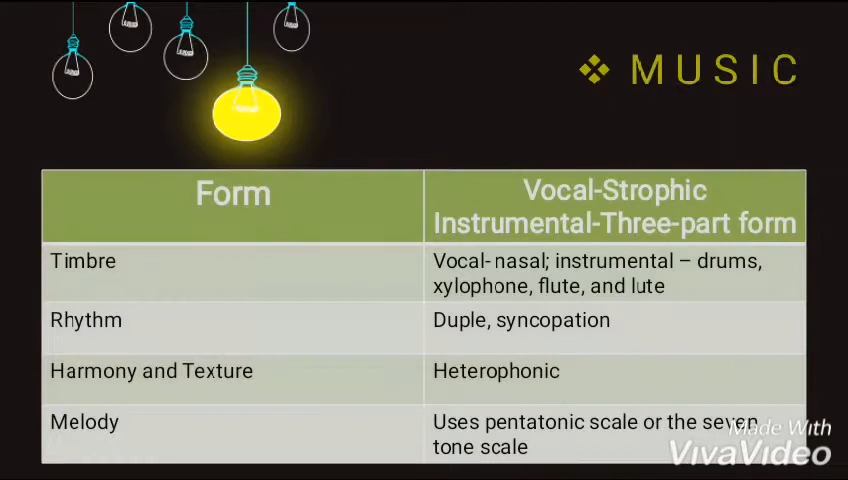 ❖ MUSIC
Form
Vocal-Strophic
Instrumental-Three-part form
Timbre
Vocal- nasal; instrumental – drums,
xylophone, flute, and lute
Rhythm
Duple, syncopation
Harmony and Texture
Heterophonic
Melody
Uses pentatonic scale or the seven
tone scale
Made With
VivaVideo